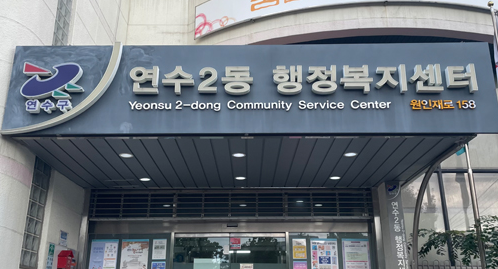 연수구
연수2동 행정복지센터
Yeonsu 2-dong Community Service Center
원인재로 158
연수2동 행정복지